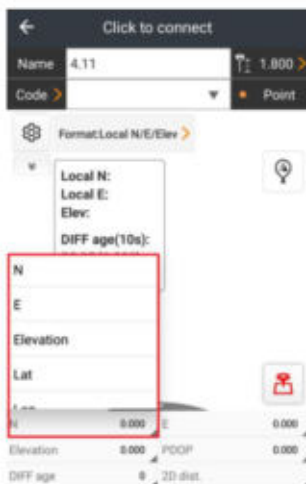 Click to connect
Name 4.11 1.800
Code Point
Format:Local N/E/Elev
Local N:
Local E:
Elev:
DIFF age(10s):
N
E
Elevation
Lat
N 0.000 E 0.000
Elevation 0.000 PDOP 0.000
DIFF age 0 2D dist.